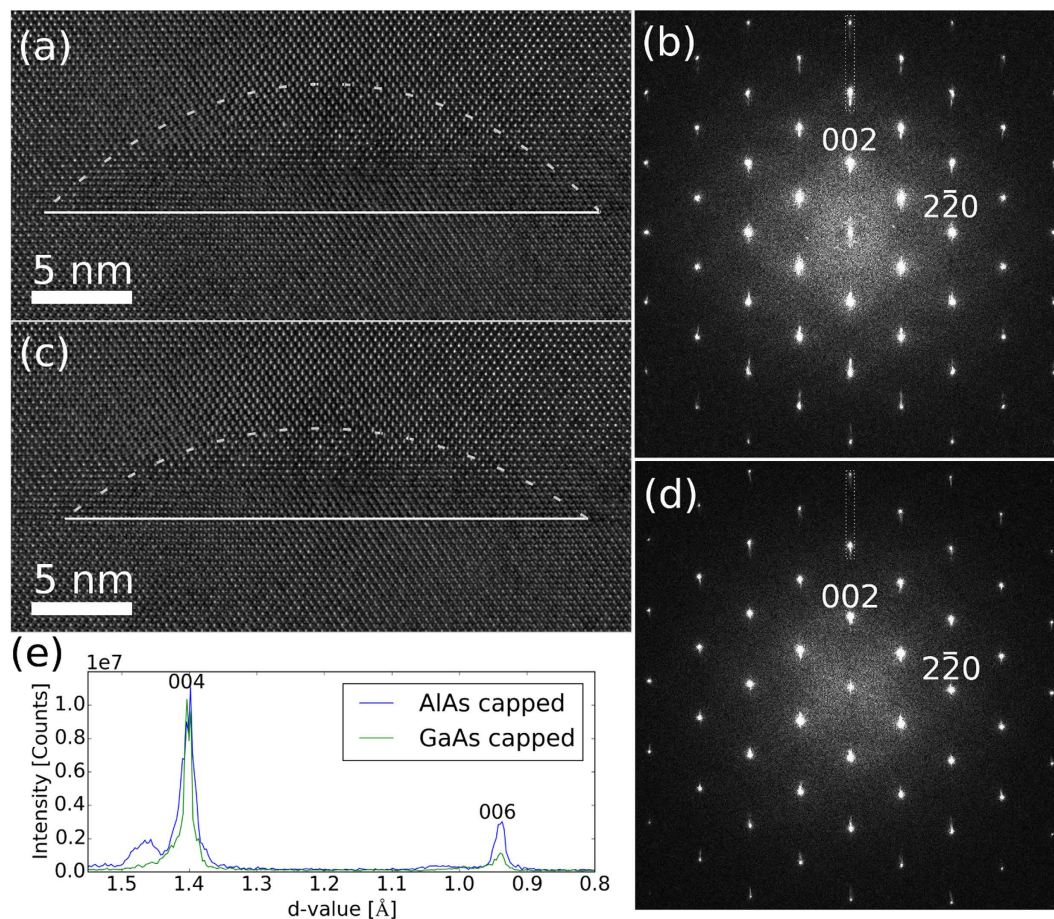 (a)
5 nm
(b)
002
22̅0
(c)
5 nm
(d)
002
22̅0
(e)
1e7
004
006
AlAs capped
GaAs capped
Intensity [Counts]
1.0
0.8
0.6
0.4
0.2
0.0
1.5 1.4 1.3 1.2 1.1 1.0 0.9 0.8
d-value [Å]